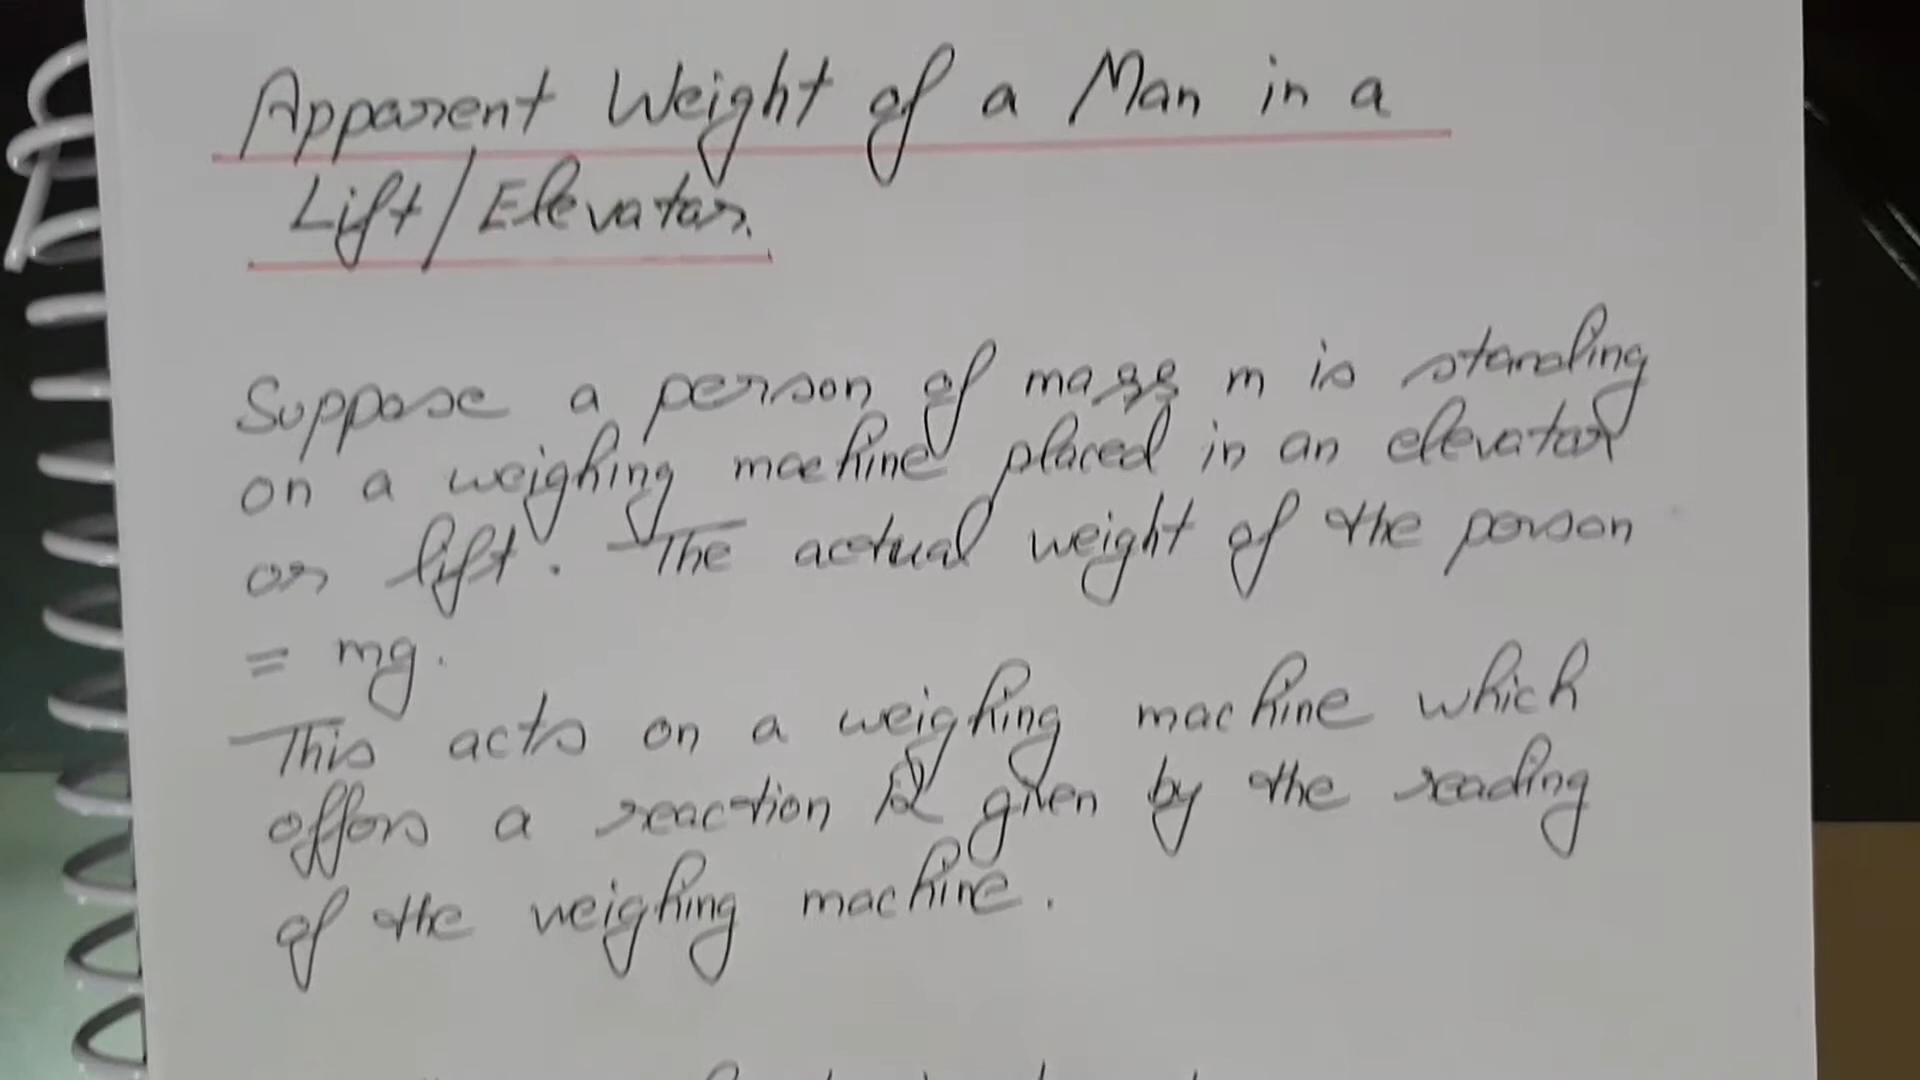 Apparent Weight of a Man in a
Lift/Elevator.
Suppose a person of mass m is standing
on a weighing machine placed in an elevator
or lift. The actual weight of the person
= mg.
This acts on a weighing machine which
offers a reaction R given by the reading
of the weighing machine.